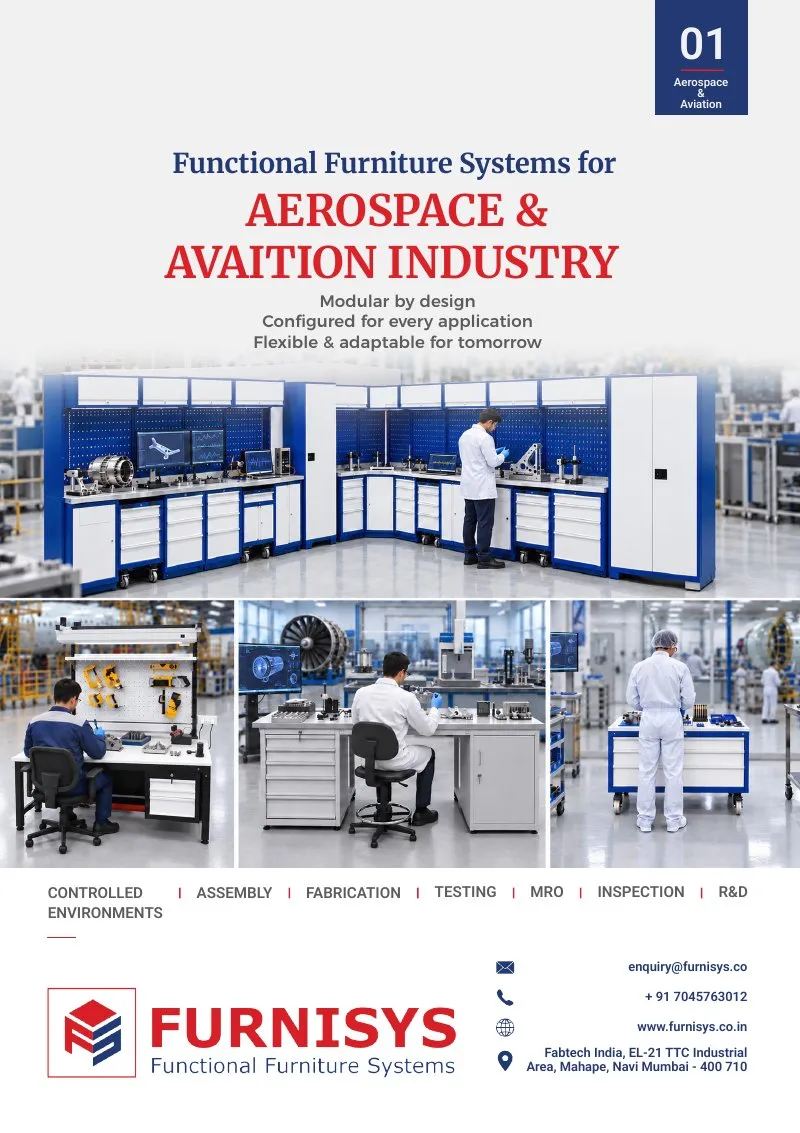 01
Aerospace
&
Aviation
Functional Furniture Systems for
AEROSPACE &
AVAITION INDUSTRY
Modular by design
Configured for every application
Flexible & adaptable for tomorrow
CONTROLLED
ENVIRONMENTS
ASSEMBLY
FABRICATION
TESTING
MRO
INSPECTION
R&D
enquiry@furnisys.co
+ 91 7045763012
www.furnisys.co.in
Fabtech India, EL-21 TTC Industrial
Area, Mahape, Navi Mumbai - 400 710
FURNISYS
Functional Furniture Systems